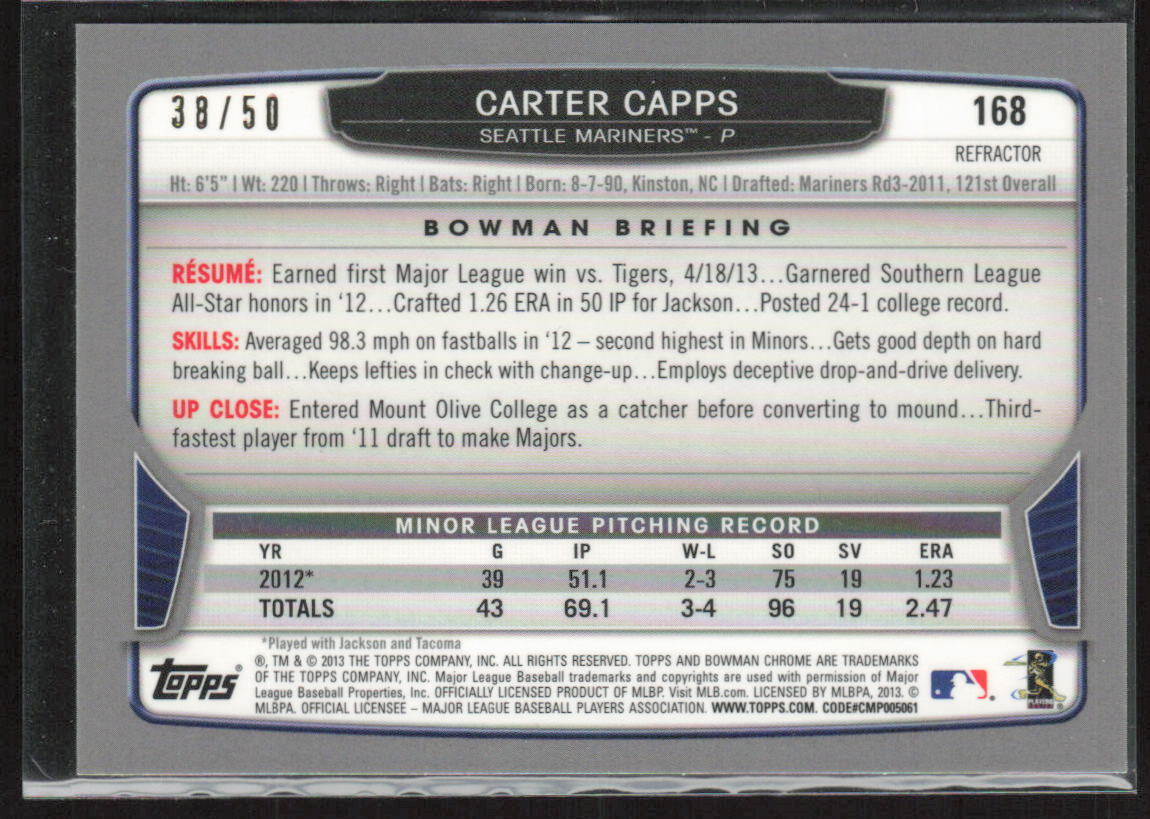 38/50
CARTER CAPPS
168
SEATTLE MARINERS™ - P
REFRACTOR
Ht: 6'5" | Wt: 220 | Throws: Right | Bats: Right | Born: 8-7-90, Kinston, NC | Drafted: Mariners Rd3-2011, 121st Overall
BOWMAN BRIEFING
RÉSUMÉ: Earned first Major League win vs. Tigers, 4/18/13…Garnered Southern League
All-Star honors in ‘12…Crafted 1.26 ERA in 50 IP for Jackson…Posted 24-1 college record.
SKILLS: Averaged 98.3 mph on fastballs in ‘12 – second highest in Minors…Gets good depth on hard
breaking ball…Keeps lefties in check with change-up…Employs deceptive drop-and-drive delivery.
UP CLOSE: Entered Mount Olive College as a catcher before converting to mound…Third-
fastest player from ‘11 draft to make Majors.
MINOR LEAGUE PITCHING RECORD
YR G IP W-L SO SV ERA
2012* 39 51.1 2-3 75 19 1.23
TOTALS 43 69.1 3-4 96 19 2.47
*Played with Jackson and Tacoma
Topps®
®, TM & © 2013 THE TOPPS COMPANY, INC. ALL RIGHTS RESERVED. TOPPS AND BOWMAN CHROME ARE TRADEMARKS
OF THE TOPPS COMPANY, INC. Major League Baseball trademarks and copyrights are used with permission of Major
League Baseball Properties, Inc. OFFICIALLY LICENSED PRODUCT OF MLBP. Visit MLB.com. LICENSED BY MLBPA, 2013. ©
MLBPA. OFFICIAL LICENSEE – MAJOR LEAGUE BASEBALL PLAYERS ASSOCIATION. WWW.TOPPS.COM. CODE#CMP005061